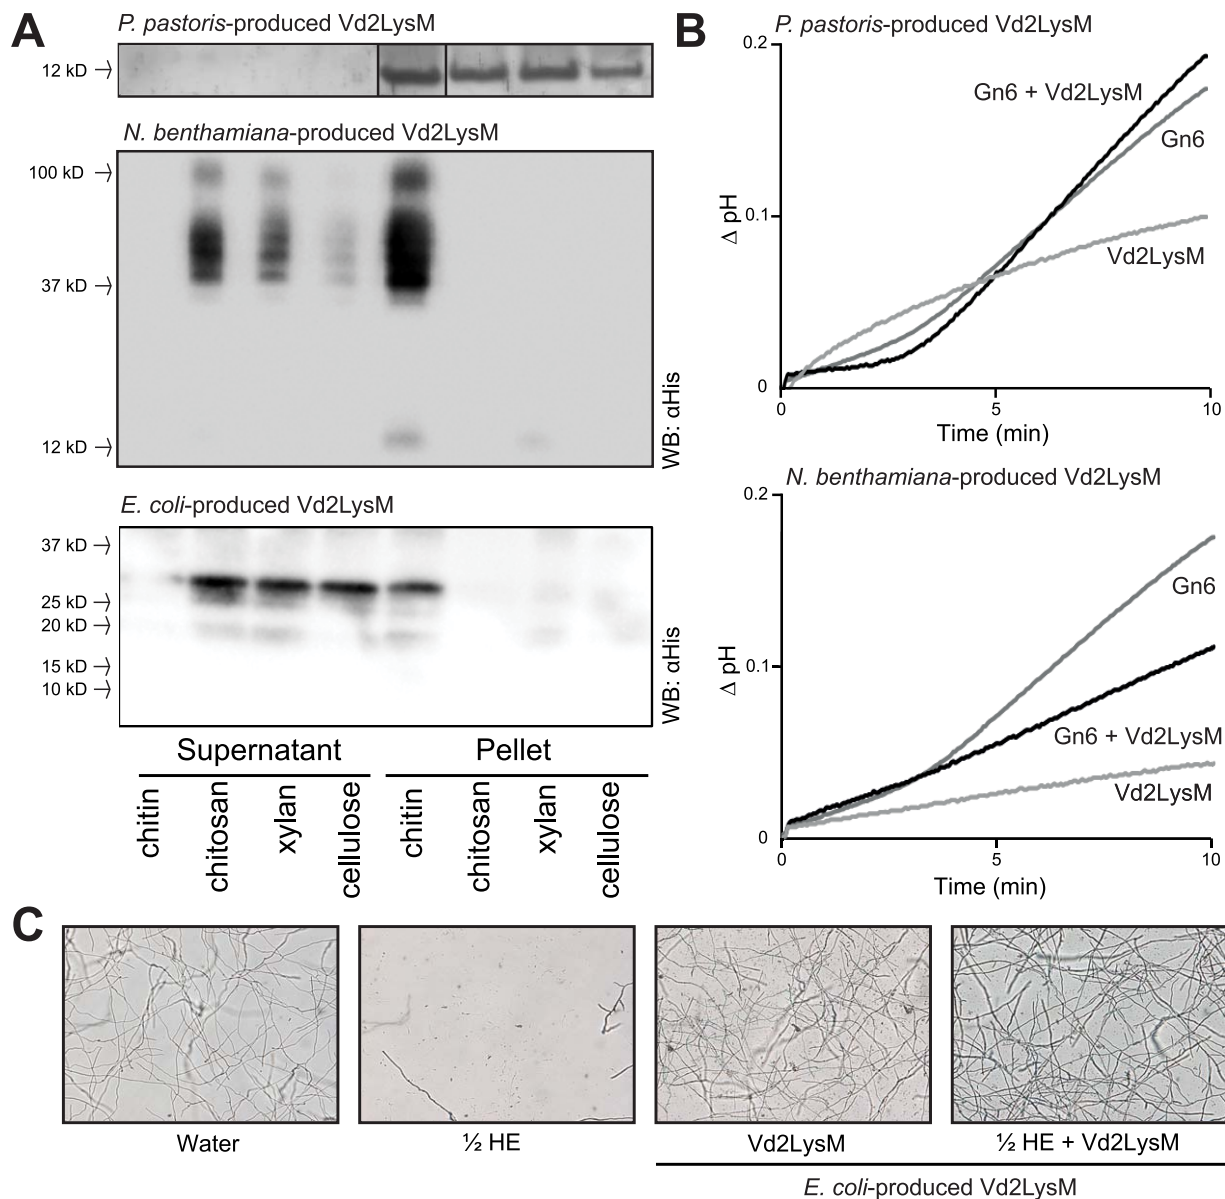 A
P. pastoris-produced Vd2LysM
12 kD
N. benthamiana-produced Vd2LysM
100 kD
37 kD
12 kD
WB: αHis
E. coli-produced Vd2LysM
37 kD
25 kD
20 kD
15 kD
10 kD
WB: αHis
Supernatant
Pellet
chitin
chitosan
xylan
cellulose
chitin
chitosan
xylan
cellulose
B
P. pastoris-produced Vd2LysM
0.2
0.1
0
Δ pH
Gn6 + Vd2LysM
Gn6
Vd2LysM
0
5
10
Time (min)
N. benthamiana-produced Vd2LysM
0.2
0.1
0
Δ pH
Gn6
Gn6 + Vd2LysM
Vd2LysM
0
5
10
Time (min)
C
Water
½ HE
Vd2LysM
½ HE + Vd2LysM
E. coli-produced Vd2LysM